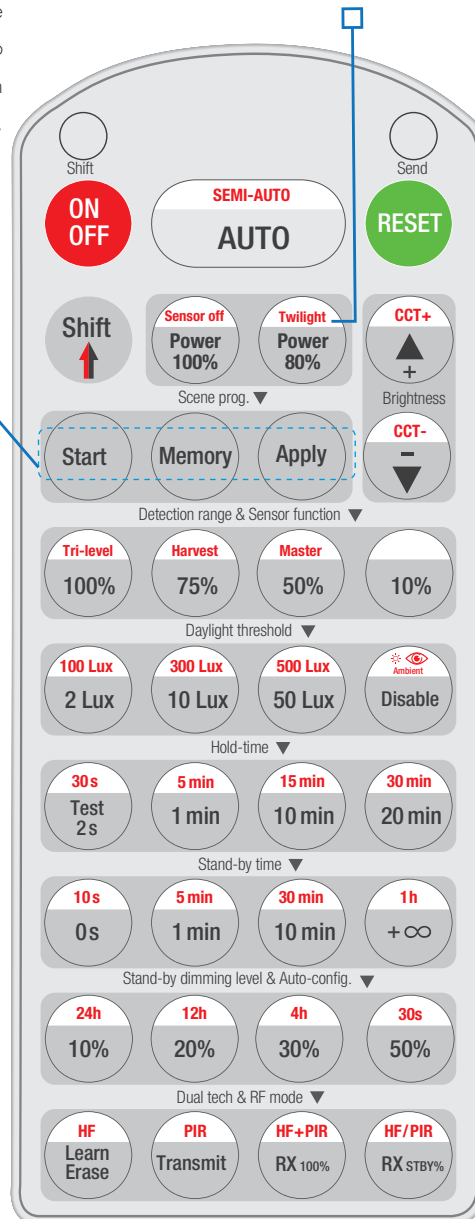 e
o
n
Shift
Send
ON
OFF
SEMI-AUTO
AUTO
RESET
Shift
Sensor off
Power
100%
Twilight
Power
80%
CCT+
+
Brightness
CCT-
-
Scene prog. ▼
Start
Memory
Apply
Detection range & Sensor function ▼
Tri-level
100%
Harvest
75%
Master
50%
10%
Daylight threshold ▼
100 Lux
2 Lux
300 Lux
10 Lux
500 Lux
50 Lux
Ambient
Disable
Hold-time ▼
30 s
Test
2 s
5 min
1 min
15 min
10 min
30 min
20 min
Stand-by time ▼
10 s
0 s
5 min
1 min
30 min
10 min
1 h
+∞
Stand-by dimming level & Auto-config. ▼
24h
10%
12h
20%
4h
30%
30s
50%
Dual tech & RF mode ▼
HF
Learn
Erase
PIR
Transmit
HF+PIR
RX 100%
HF/PIR
RX STBY%